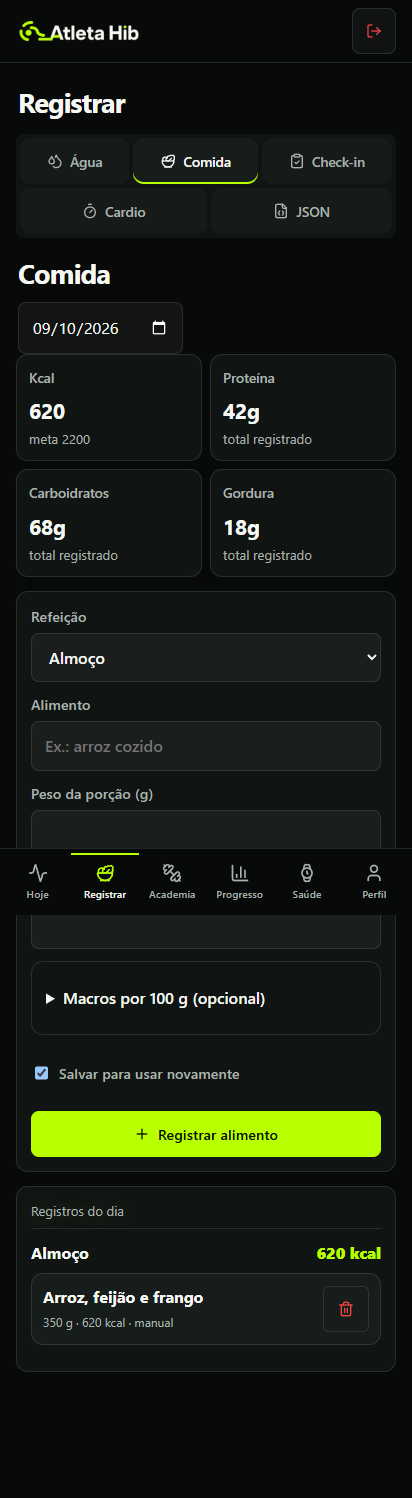 Atleta Hib
Registrar
Água
Comida
Check-in
Cardio
JSON
Comida
09/10/2026
Kcal
620
meta 2200
Proteína
42g
total registrado
Carboidratos
68g
total registrado
Gordura
18g
total registrado
Refeição
Almoço
Alimento
Ex.: arroz cozido
Peso da porção (g)
Hoje
Registrar
Academia
Progresso
Saúde
Perfil
Macros por 100 g (opcional)
Salvar para usar novamente
+ Registrar alimento
Registros do dia
Almoço 620 kcal
Arroz, feijão e frango
350 g · 620 kcal · manual